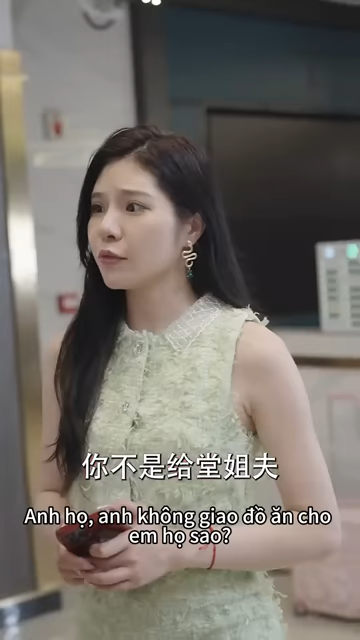 你不是给堂姐夫
Anh họ, anh không giao đồ ăn cho
em họ sao?